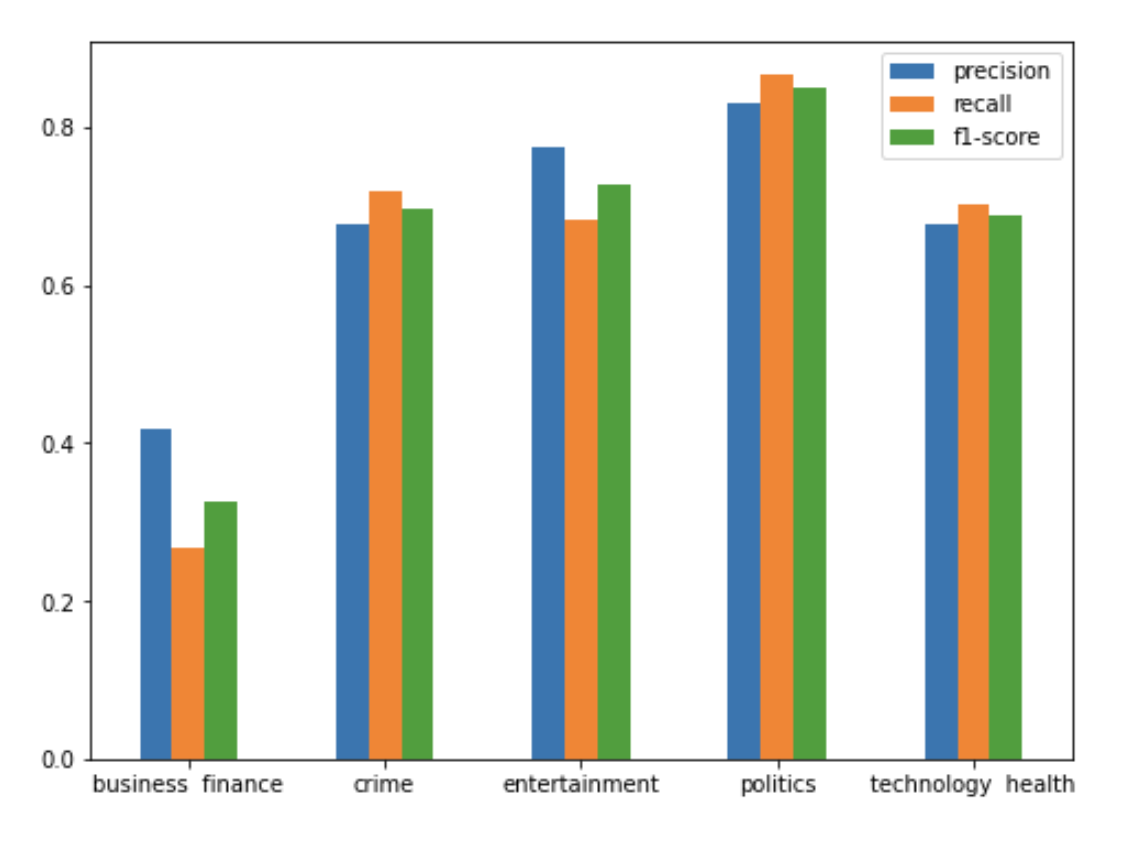 precision
recall
f1-score
0.8
0.6
0.4
0.2
0.0
business finance crime entertainment politics technology health